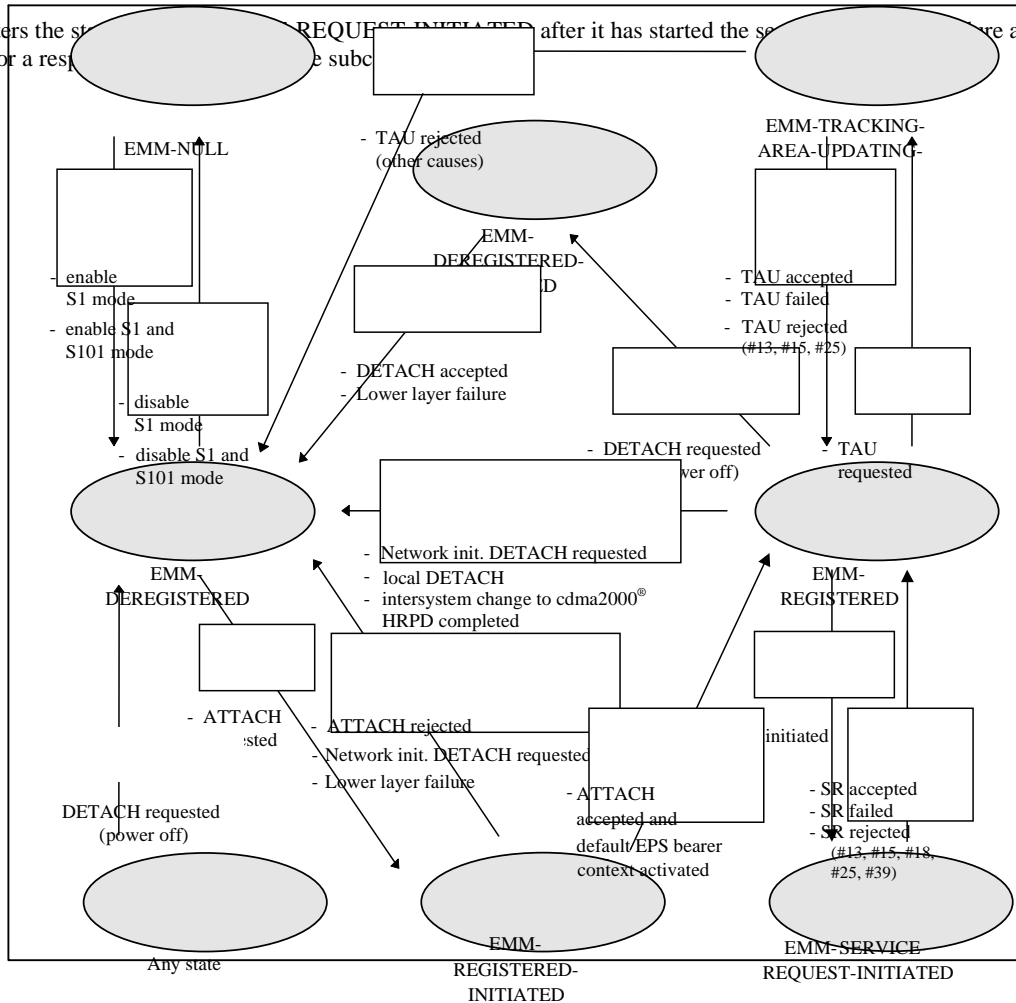 the REQUEST-INITIATED after it has started the
for a
EMM-NULL
- TAU rejected
(other causes)
EMM-TRACKING-
AREA-UPDATING-
EMM-
DEREGISTERED-
- enable
S1 mode
- enable S1 and
S101 mode
- disable
S1 mode
- disable S1 and
S101 mode
- DETACH accepted
- Lower layer failure
- TAU accepted
- TAU failed
- TAU rejected
(#13, #15, #25)
- DETACH requested
off)
- TAU
requested
- Network init. DETACH requested
- local DETACH
- intersystem change to cdma2000®
HRPD completed
EMM-
DEREGISTERED
EMM-
REGISTERED
- ATTACH
- ATTACH rejected
- Network init. DETACH requested
- Lower layer failure
initiated
- ATTACH
accepted and
default EPS bearer
context activated
- SR accepted
- SR failed
- SR rejected
(#13, #15, #18,
#25, #39)
DETACH requested
(power off)
Any state
EMM-
REGISTERED-
INITIATED
EMM-SERVICE
REQUEST-INITIATED